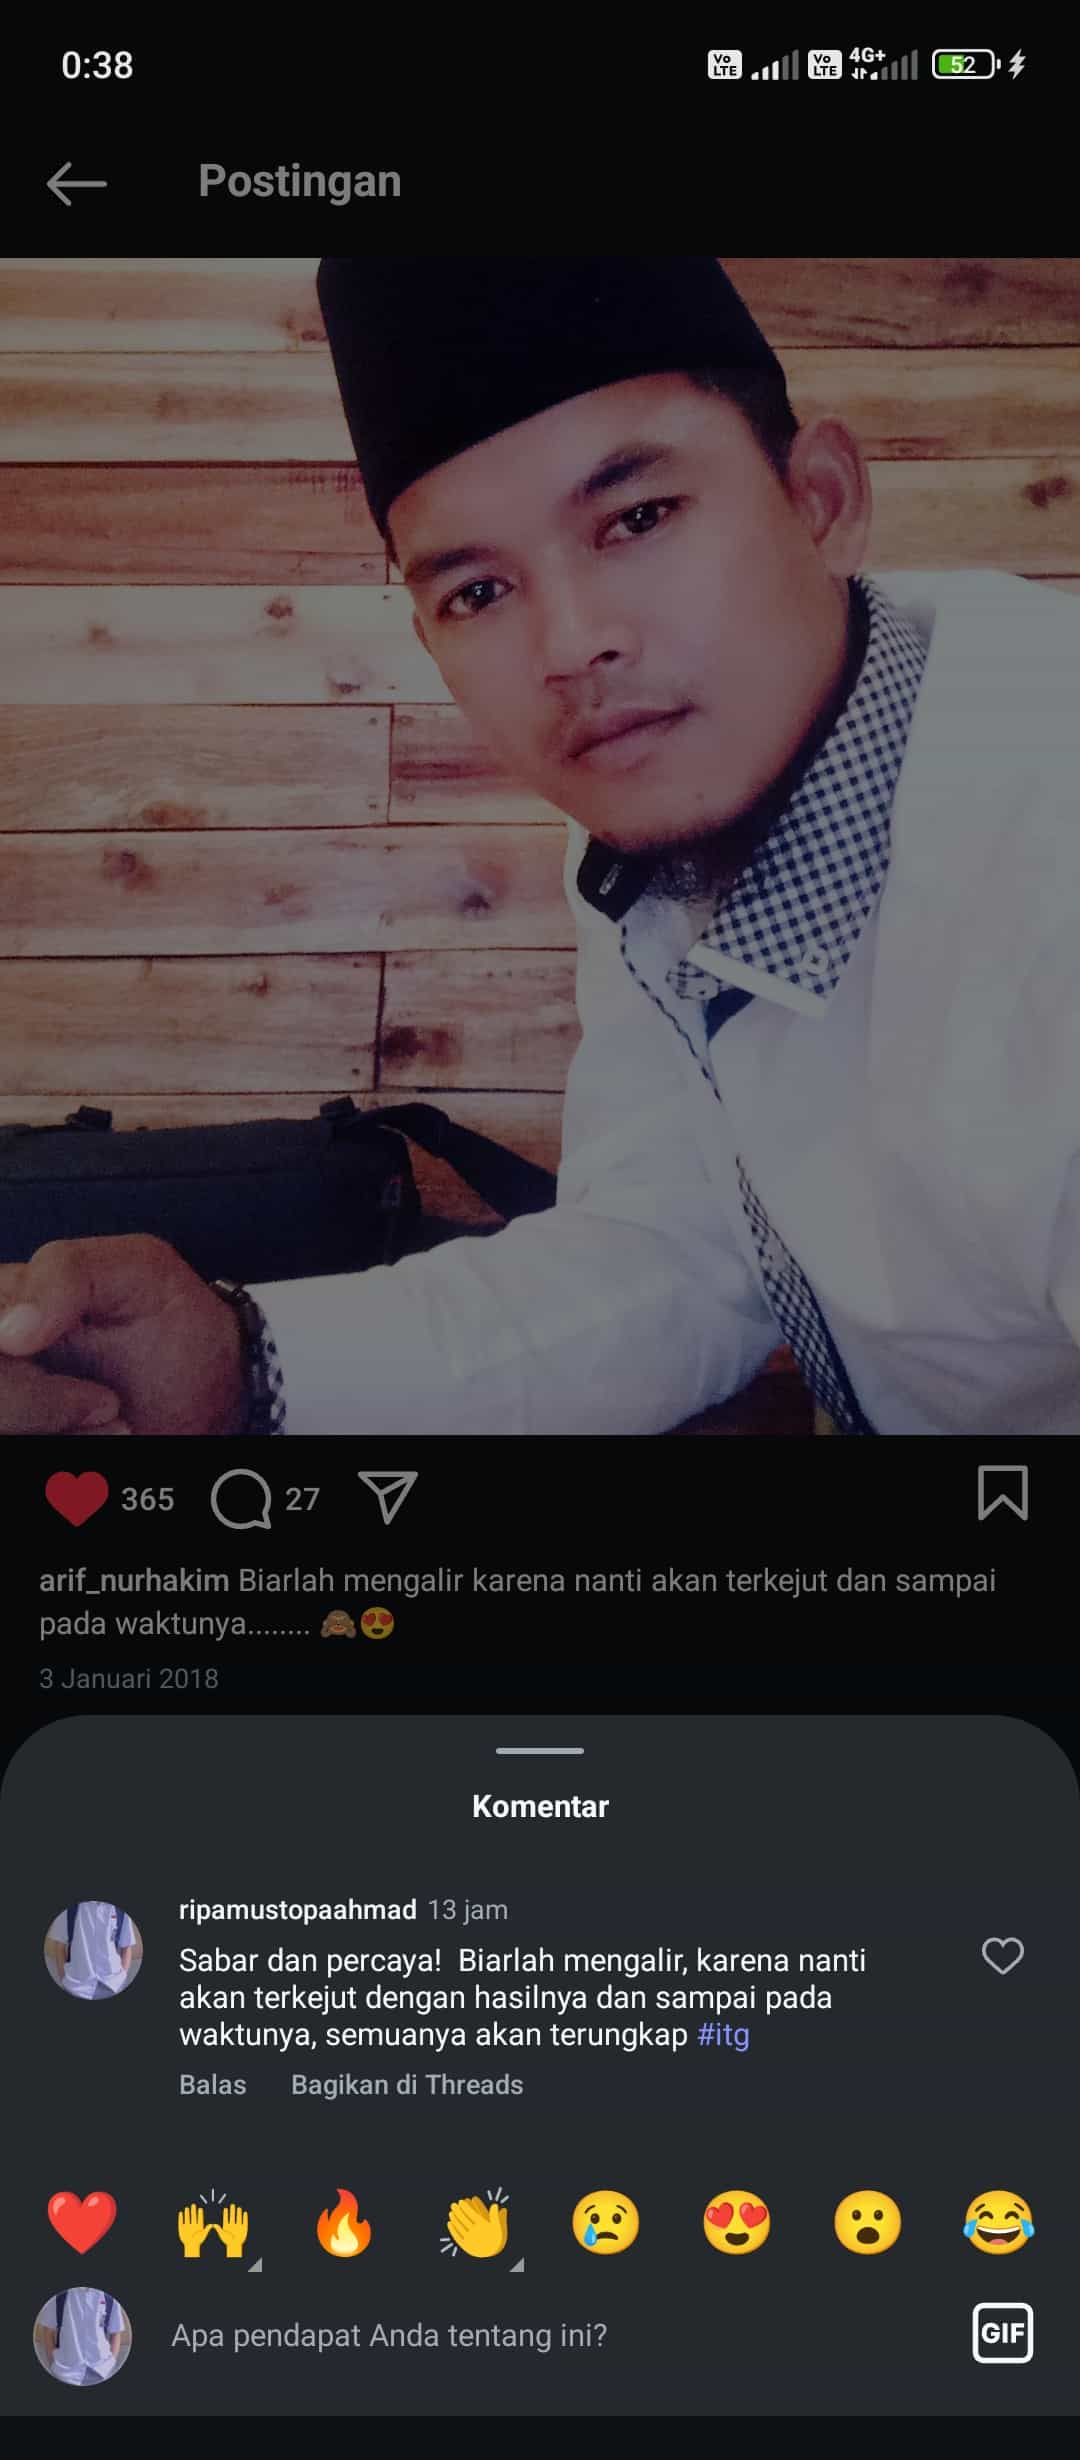 0:38
Vo LTE Vo LTE 4G+ 52
Postingan
365 27
arif_nurhakim Biarlah mengalir karena nanti akan terkejut dan sampai
pada waktunya........ 🙈😍
3 Januari 2018
Komentar
ripamustopaahmad 13 jam
Sabar dan percaya!  Biarlah mengalir, karena nanti
akan terkejut dengan hasilnya dan sampai pada
waktunya, semuanya akan terungkap #itg
Balas Bagikan di Threads
Apa pendapat Anda tentang ini?
GIF